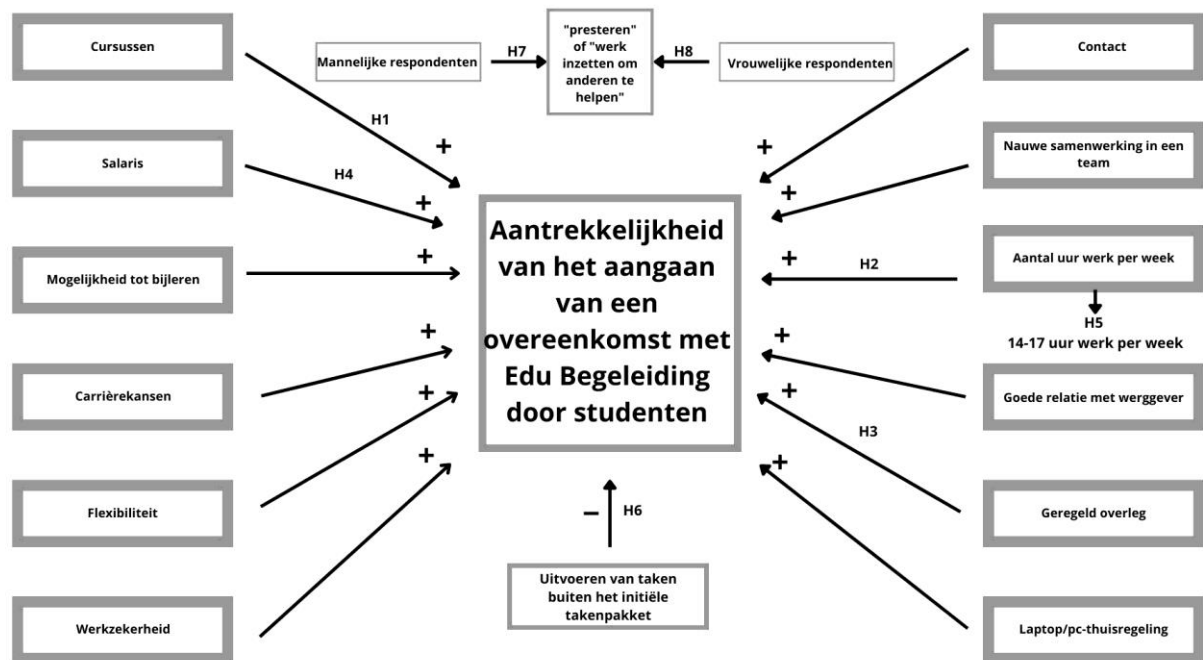 Cursussen
H1
+
Salaris
H4
+
Mogelijkheid tot bijleren
+
Carrièrekansen
+
Flexibiliteit
+
Werkzekerheid
+
Mannelijke respondenten
H7
"presteren"
of "werk
inzetten om
anderen te
helpen"
H8
Vrouwelijke respondenten
Aantrekkelijkheid
van het aangaan
van een
overeenkomst met
Edu Begeleiding
door studenten
−
H6
Uitvoeren van taken
buiten het initiële
takenpakket
Contact
+
Nauwe samenwerking in een
team
+
Aantal uur werk per week
H2
+
H5
14-17 uur werk per week
Goede relatie met werggever
+
Geregeld overleg
H3
+
Laptop/pc-thuisregeling
+